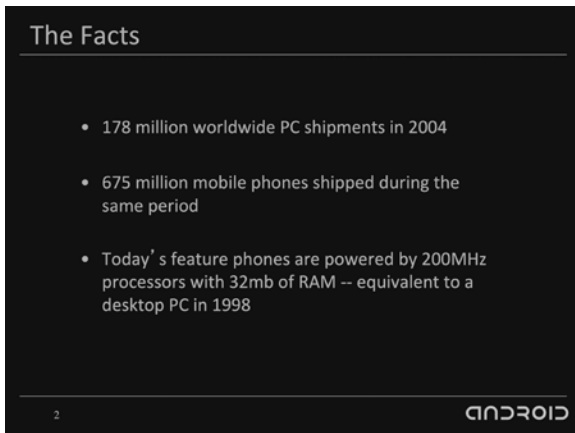 The Facts
• 178 million worldwide PC shipments in 2004
• 675 million mobile phones shipped during the
same period
• Today's feature phones are powered by 200MHz
processors with 32mb of RAM -- equivalent to a
desktop PC in 1998
2
ANDROID